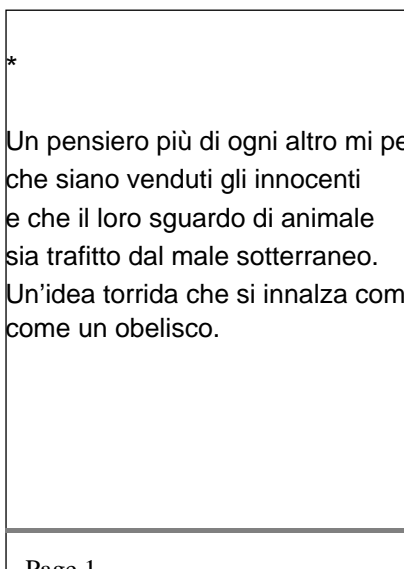 *
Un pensiero più di ogni altro mi pe
che siano venduti gli innocenti
e che il loro sguardo di animale
sia trafitto dal male sotterraneo.
Un’idea torrida che si innalza com
come un obelisco.
Page 1